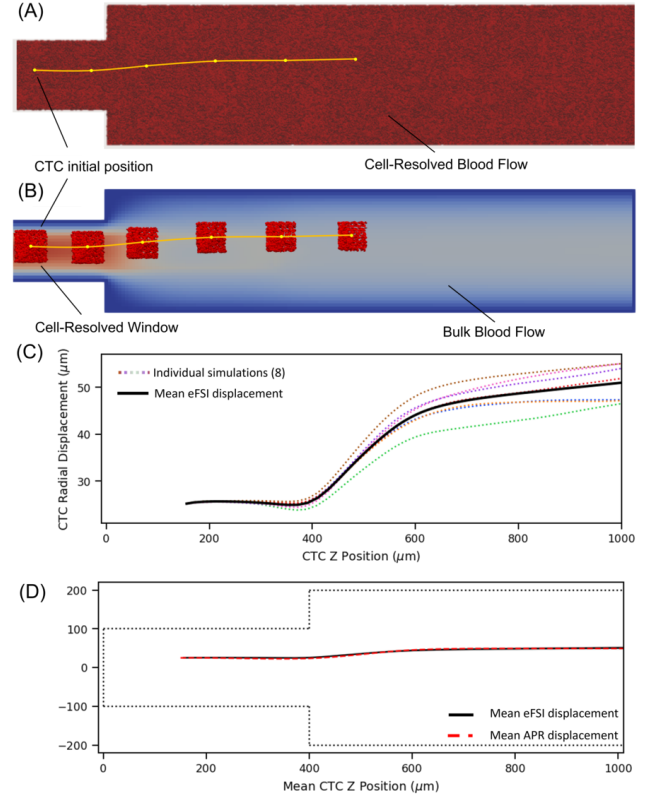 (A)
CTC initial position
Cell-Resolved Blood Flow
(B)
Cell-Resolved Window
Bulk Blood Flow
(C)
CTC Radial Displacement (μm)
50
40
30
Individual simulations (8)
Mean eFSI displacement
0 200 400 600 800 1000
CTC Z Position (μm)
(D)
200
100
0
−100
−200
Mean eFSI displacement
Mean APR displacement
0 200 400 600 800 1000
Mean CTC Z Position (μm)